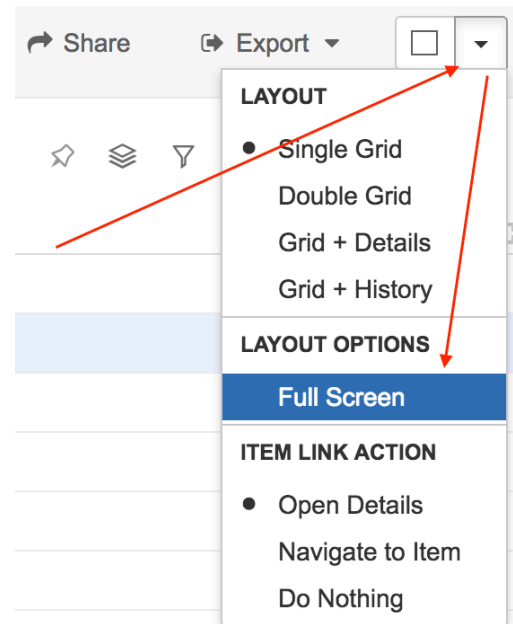 Share
Export
LAYOUT
Single Grid
Double Grid
Grid + Details
Grid + History
LAYOUT OPTIONS
Full Screen
ITEM LINK ACTION
Open Details
Navigate to Item
Do Nothing